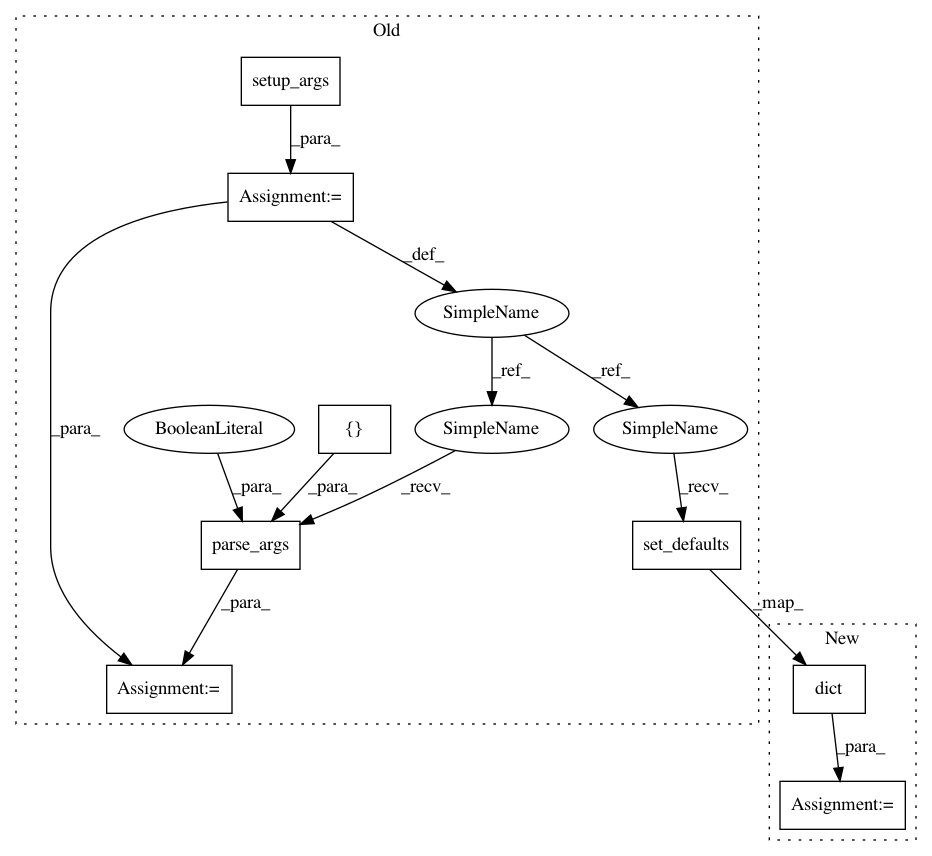 Old
setup_args
_para_
Assignment:=
_def_
SimpleName
_ref_
_ref_
_para_
BooleanLiteral
{}
SimpleName
SimpleName
_para_
_para_
_recv_
_recv_
parse_args
set_defaults
_para_
_map_
New
Assignment:=
dict
_para_
Assignment:=